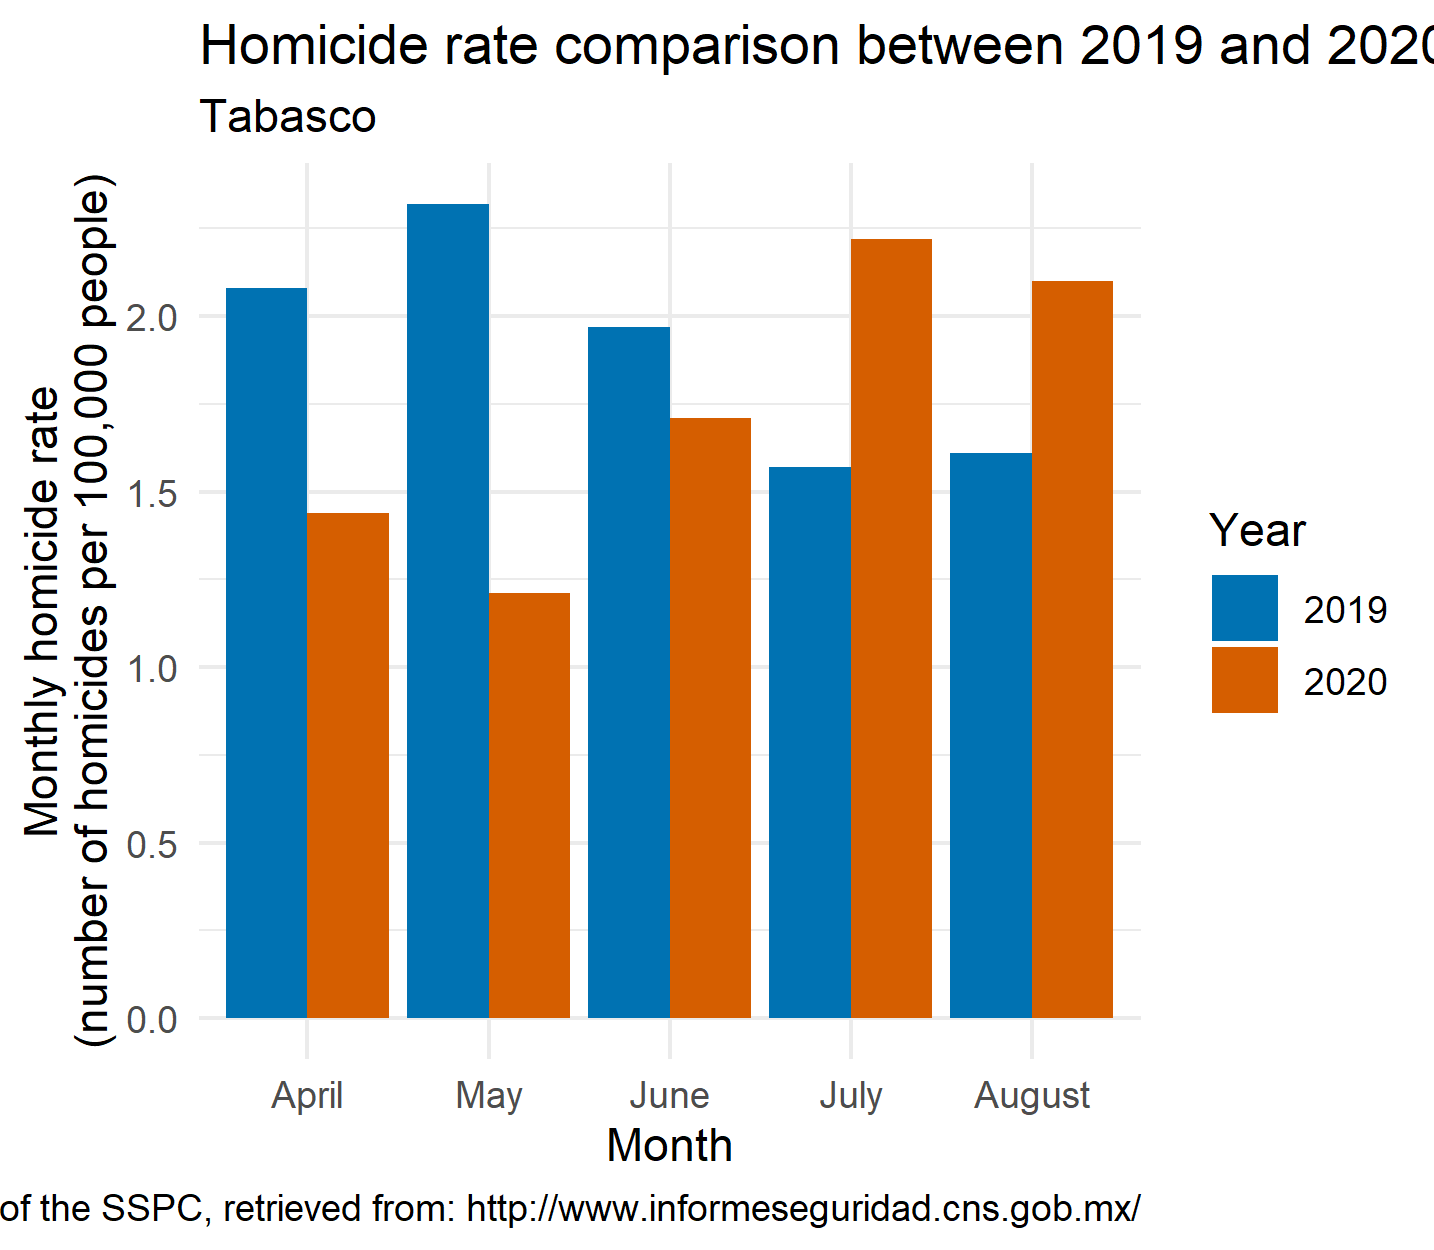 Homicide rate comparison between 2019 and 2020
Tabasco
Monthly homicide rate
(number of homicides per 100,000 people)
2.0
1.5
1.0
0.5
0.0
April May June July August
Month
Year
2019
2020
of the SSPC, retrieved from: http://www.informeseguridad.cns.gob.mx/